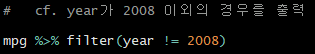 #   cf. year가 2008 이외의 경우를 출력
mpg %>% filter(year != 2008)